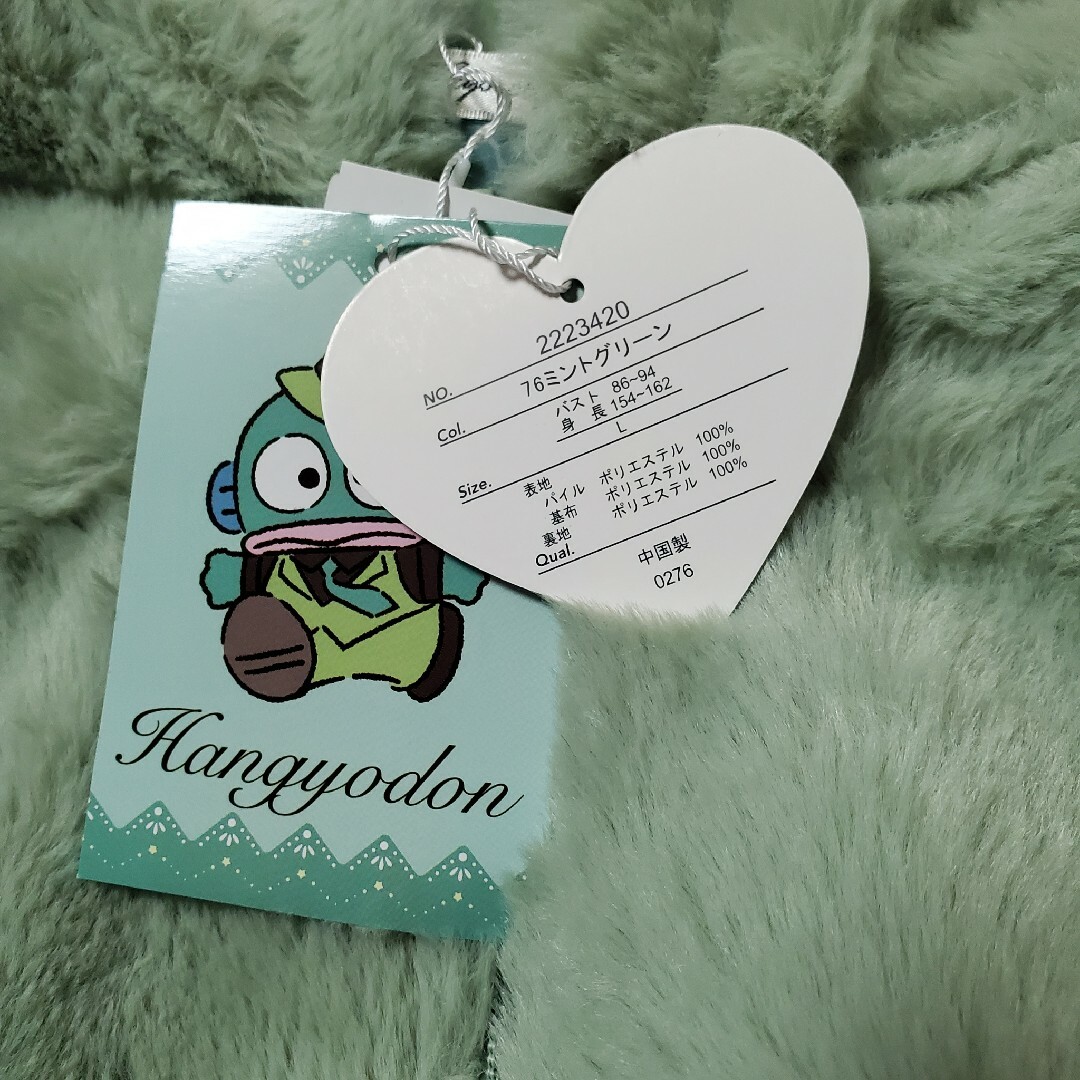 NO. 2223420
Col. 76ミントグリーン
バスト 86~94
身 長 154~162
Size. L
表地
パイル ポリエステル 100%
基布 ポリエステル 100%
裏地 ポリエステル 100%
Qual.
中国製
0276
Hangyodon